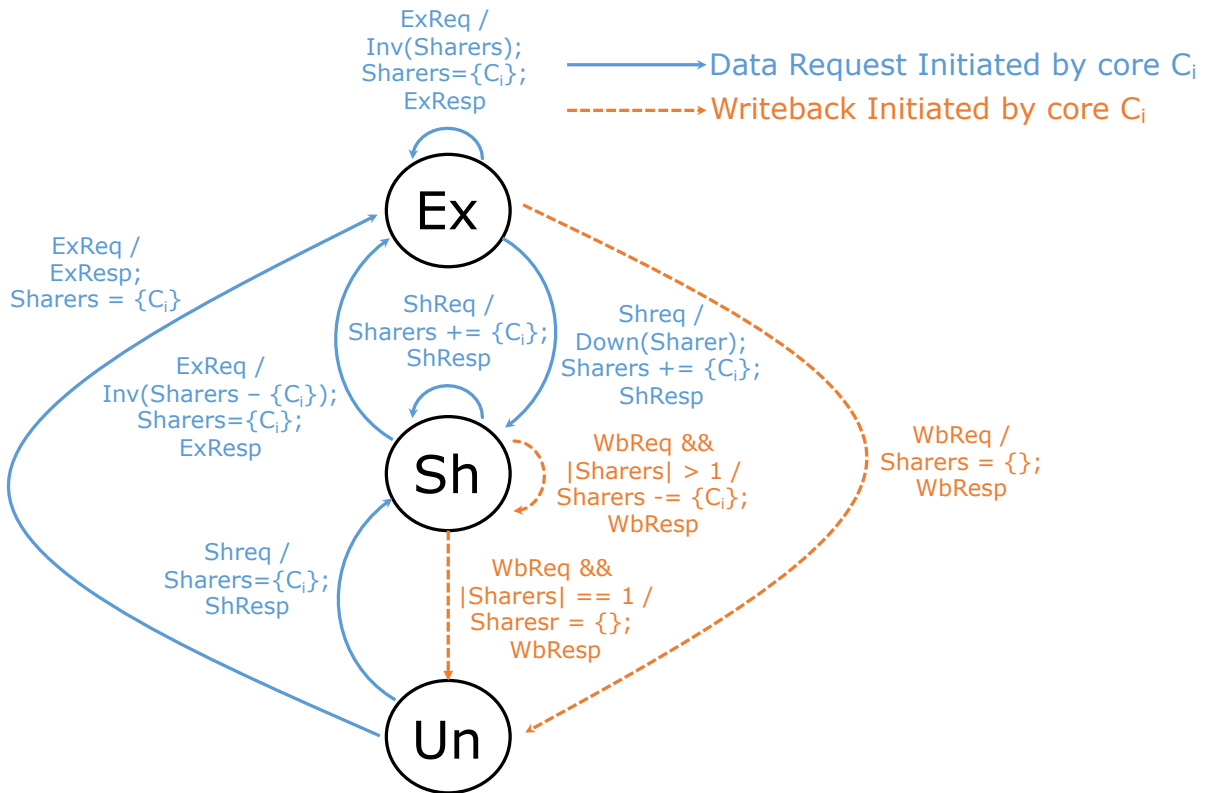 ExReq /
Inv(Sharers);
Sharers={Ci};
ExResp
Data Request Initiated by core Ci
Writeback Initiated by core Ci
Ex
ExReq /
ExResp;
Sharers = {Ci}
ShReq /
Sharers += {Ci};
ShResp
Shreq /
Down(Sharer);
Sharers += {Ci};
ShResp
ExReq /
Inv(Sharers – {Ci});
Sharers={Ci};
ExResp
Sh
WbReq &&
|Sharers| > 1 /
Sharers -= {Ci};
WbResp
WbReq /
Sharers = {};
WbResp
Shreq /
Sharers={Ci};
ShResp
WbReq &&
|Sharers| == 1 /
Sharesr = {};
WbResp
Un